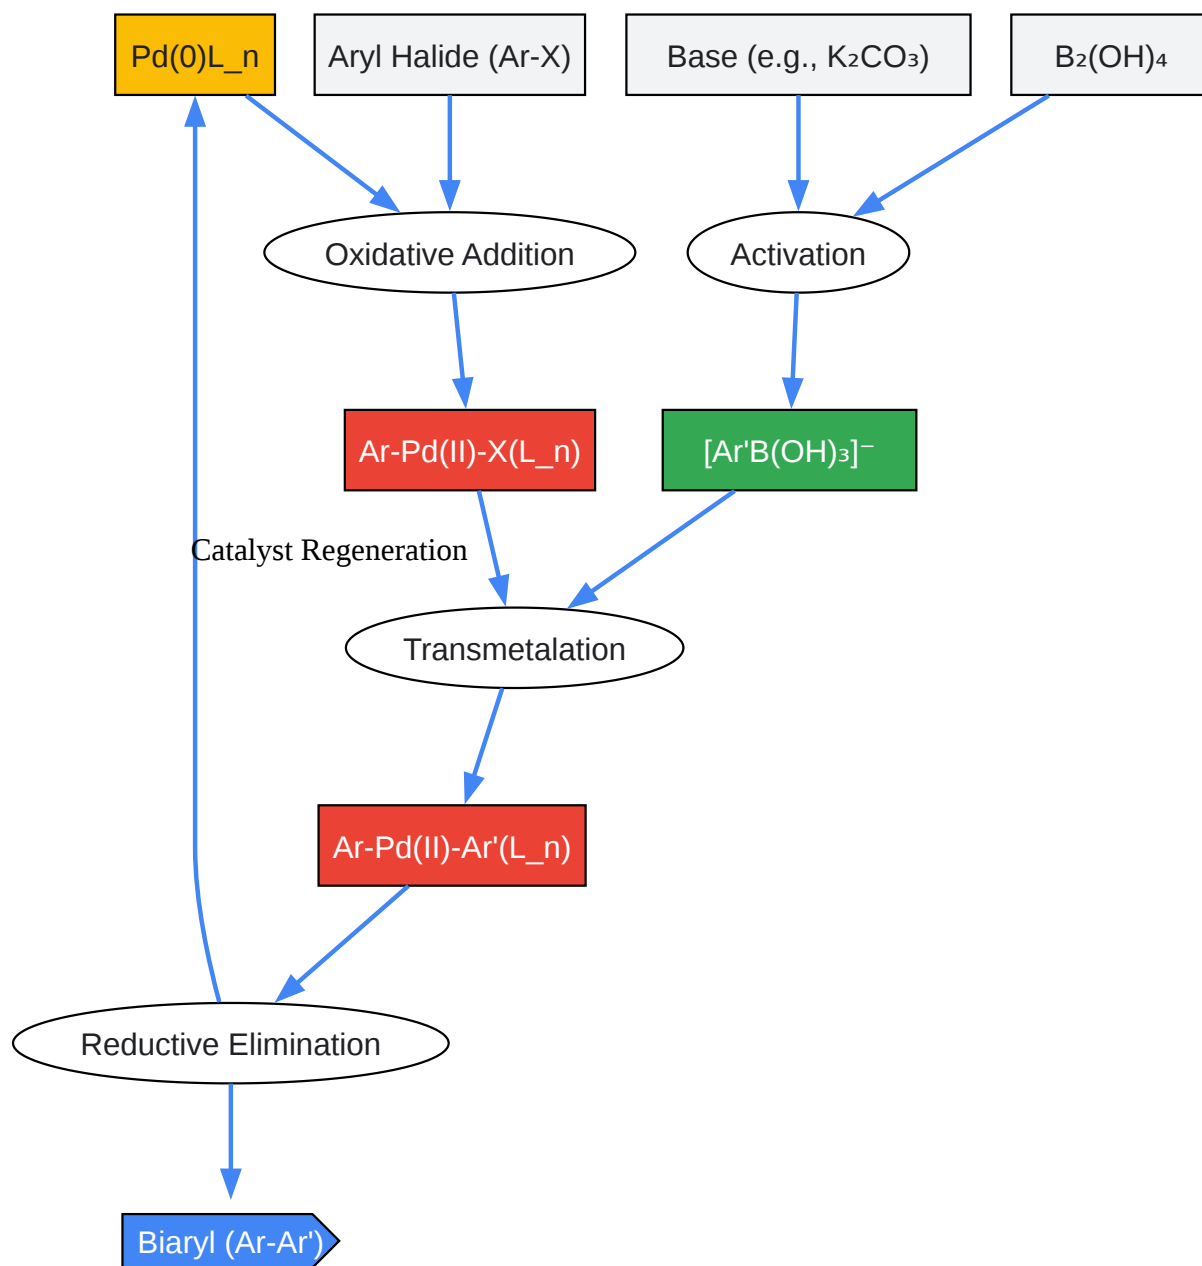 Pd(0)L_n
Aryl Halide (Ar-X)
Base (e.g., K₂CO₃)
B₂(OH)₄
Oxidative Addition
Activation
Ar-Pd(II)-X(L_n)
[Ar'B(OH)₃]⁻
Catalyst Regeneration
Transmetalation
Ar-Pd(II)-Ar'(L_n)
Reductive Elimination
Biaryl (Ar-Ar')